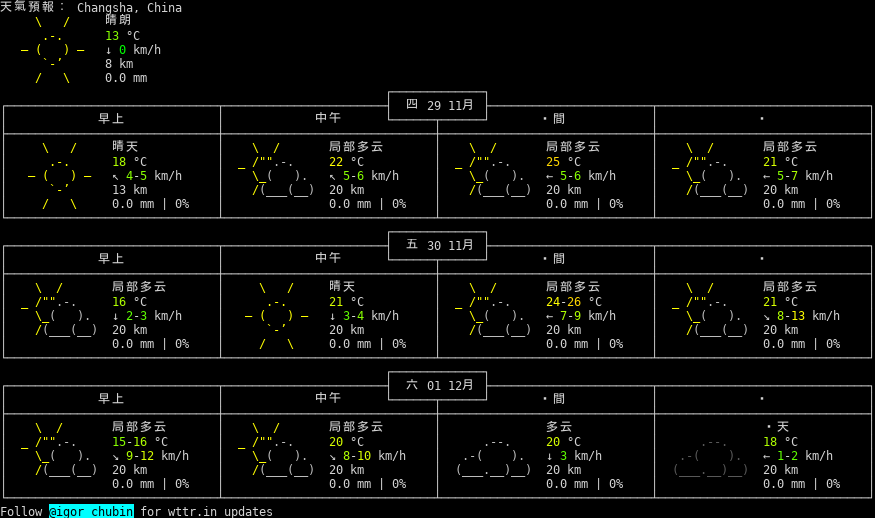 天氣預報： Changsha, China
晴朗
13 °C
↓ 0 km/h
8 km
0.0 mm
四 29 11月
早上 中午 ・間 ・
晴天 局部多云 局部多云 局部多云
18 °C 22 °C 25 °C 21 °C
↖ 4-5 km/h ↖ 5-6 km/h ← 5-6 km/h ← 5-7 km/h
13 km 20 km 20 km 20 km
0.0 mm | 0% 0.0 mm | 0% 0.0 mm | 0% 0.0 mm | 0%
五 30 11月
早上 中午 ・間 ・
局部多云 晴天 局部多云 局部多云
16 °C 21 °C 24-26 °C 21 °C
↓ 2-3 km/h ↓ 3-4 km/h ← 7-9 km/h ↘ 8-13 km/h
20 km 20 km 20 km 20 km
0.0 mm | 0% 0.0 mm | 0% 0.0 mm | 0% 0.0 mm | 0%
六 01 12月
早上 中午 ・間 ・
局部多云 局部多云 多云 ・天
15-16 °C 20 °C 20 °C 18 °C
↘ 9-12 km/h ↘ 8-10 km/h ↓ 3 km/h ← 1-2 km/h
20 km 20 km 20 km 20 km
0.0 mm | 0% 0.0 mm | 0% 0.0 mm | 0% 0.0 mm | 0%
Follow @igor_chubin for wttr.in updates